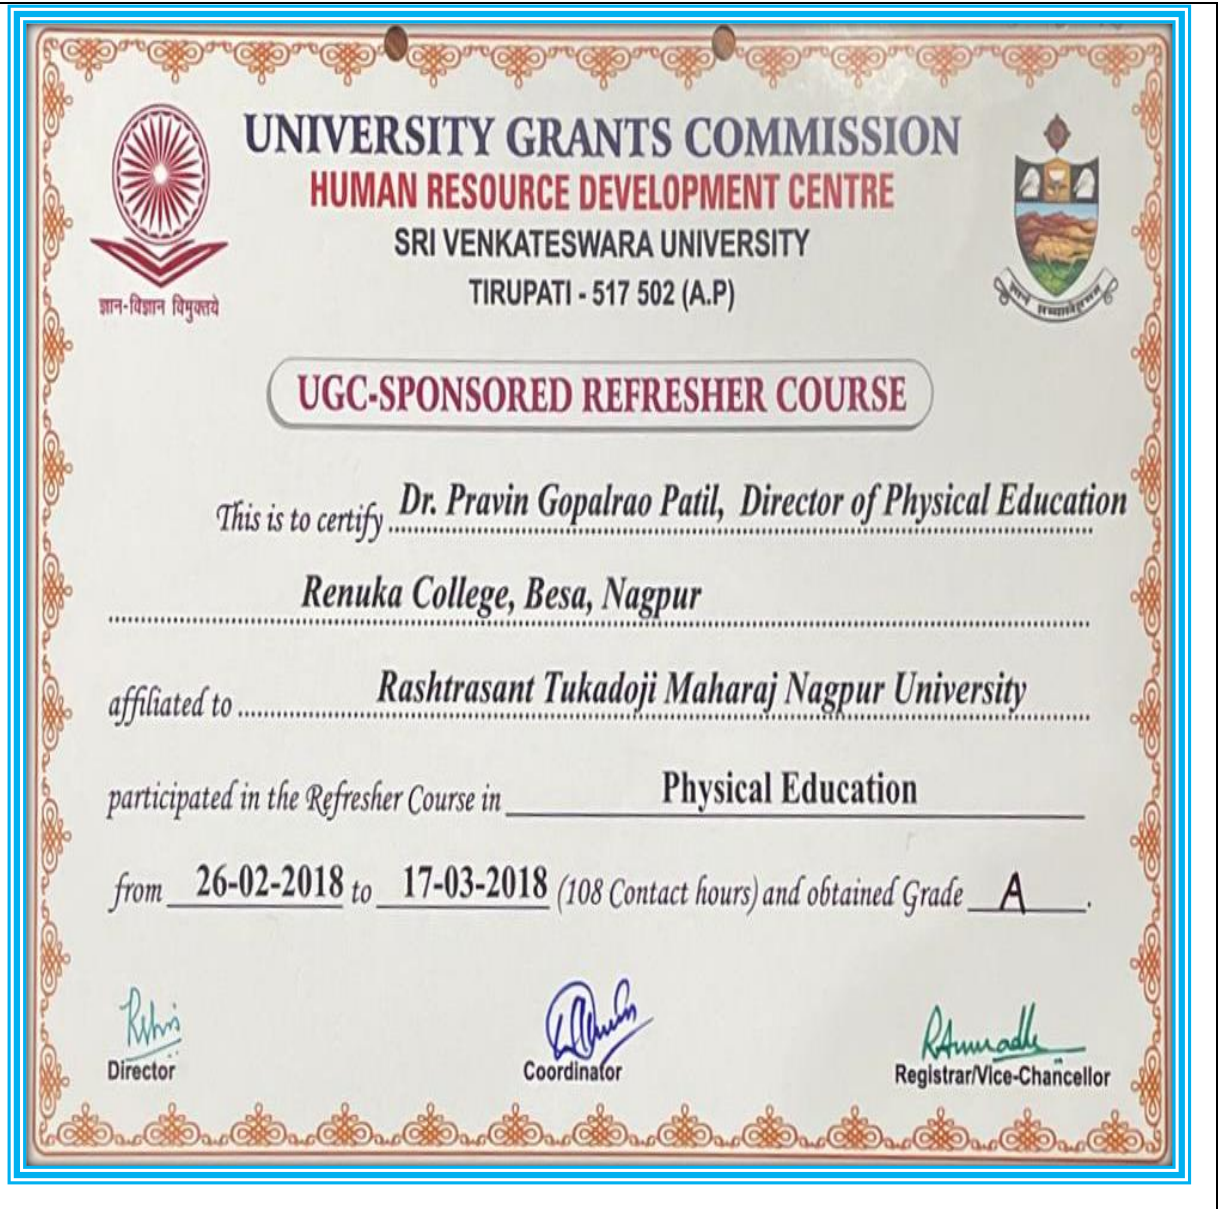 UNIVERSITY GRANTS COMMISSION
HUMAN RESOURCE DEVELOPMENT CENTRE
SRI VENKATESWARA UNIVERSITY
TIRUPATI - 517 502 (A.P)
ज्ञान-विज्ञान विमुक्तये
UGC-SPONSORED REFRESHER COURSE
This is to certify Dr. Pravin Gopalrao Patil, Director of Physical Education
Renuka College, Besa, Nagpur
affiliated to Rashtrasant Tukadoji Maharaj Nagpur University
participated in the Refresher Course in Physical Education
from 26-02-2018 to 17-03-2018 (108 Contact hours) and obtained Grade A.
Director
Coordinator
Registrar/Vice-Chancellor